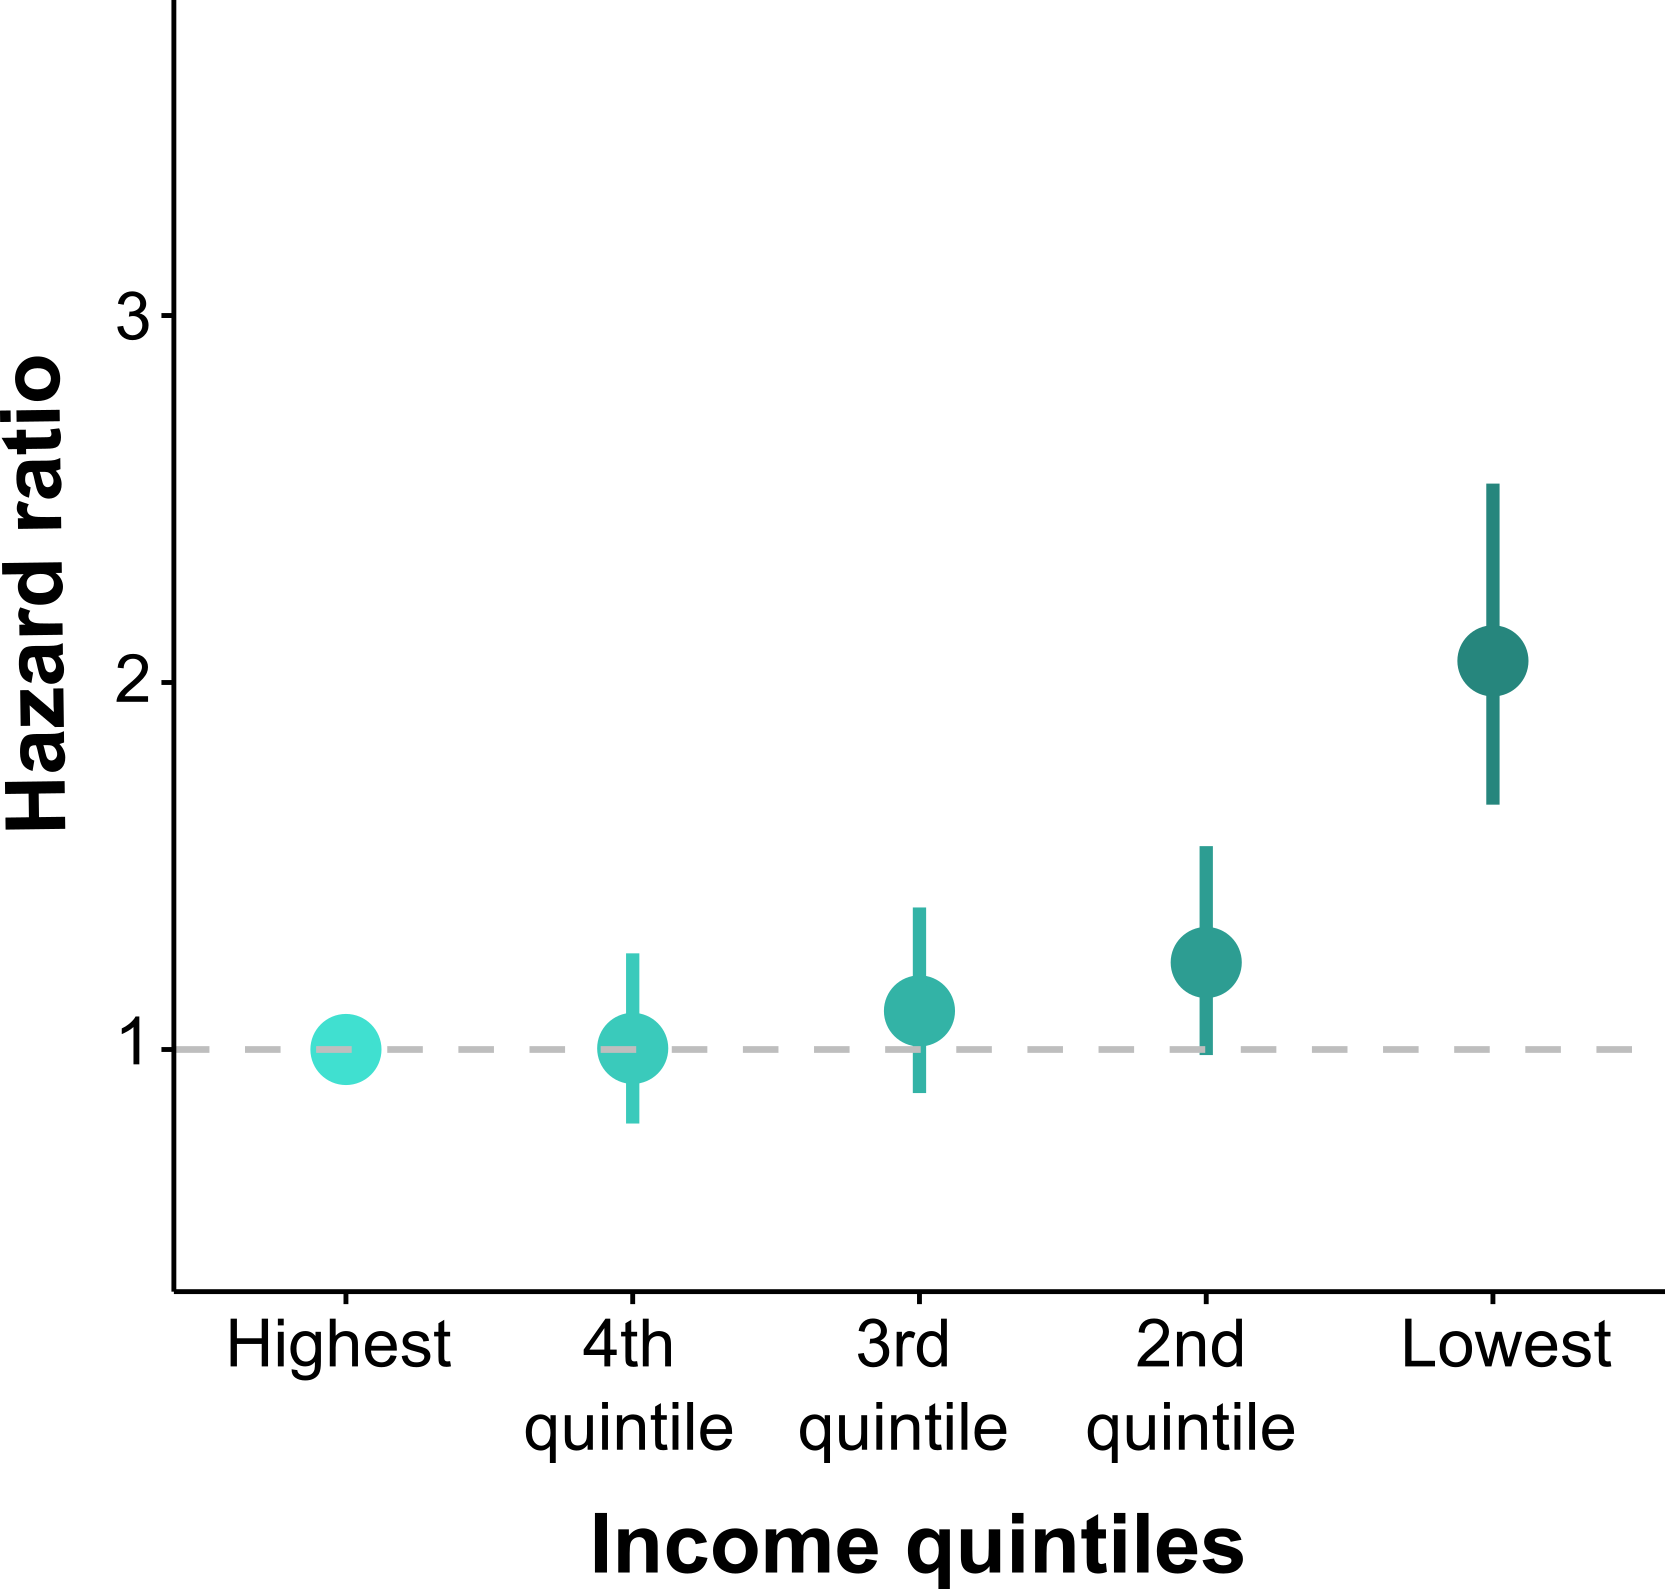 Hazard ratio
3
2
1
Highest
4th
quintile
3rd
quintile
2nd
quintile
Lowest
Income quintiles